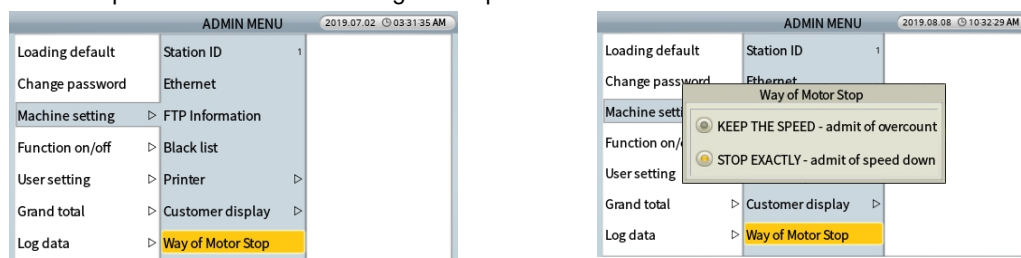 ADMIN MENU 2019.07.02 03:31:35 AM
Loading default Station ID 1
Change password Ethernet
Machine setting FTP Information
Function on/off Black list
User setting Printer
Grand total Customer display
Log data Way of Motor Stop
ADMIN MENU 2019.08.08 10:32:29 AM
Loading default Station ID 1
Change password Ethernet
Way of Motor Stop
Machine setti
KEEP THE SPEED - admit of overcount
Function on/
STOP EXACTLY - admit of speed down
User setting
Grand total Customer display
Log data Way of Motor Stop